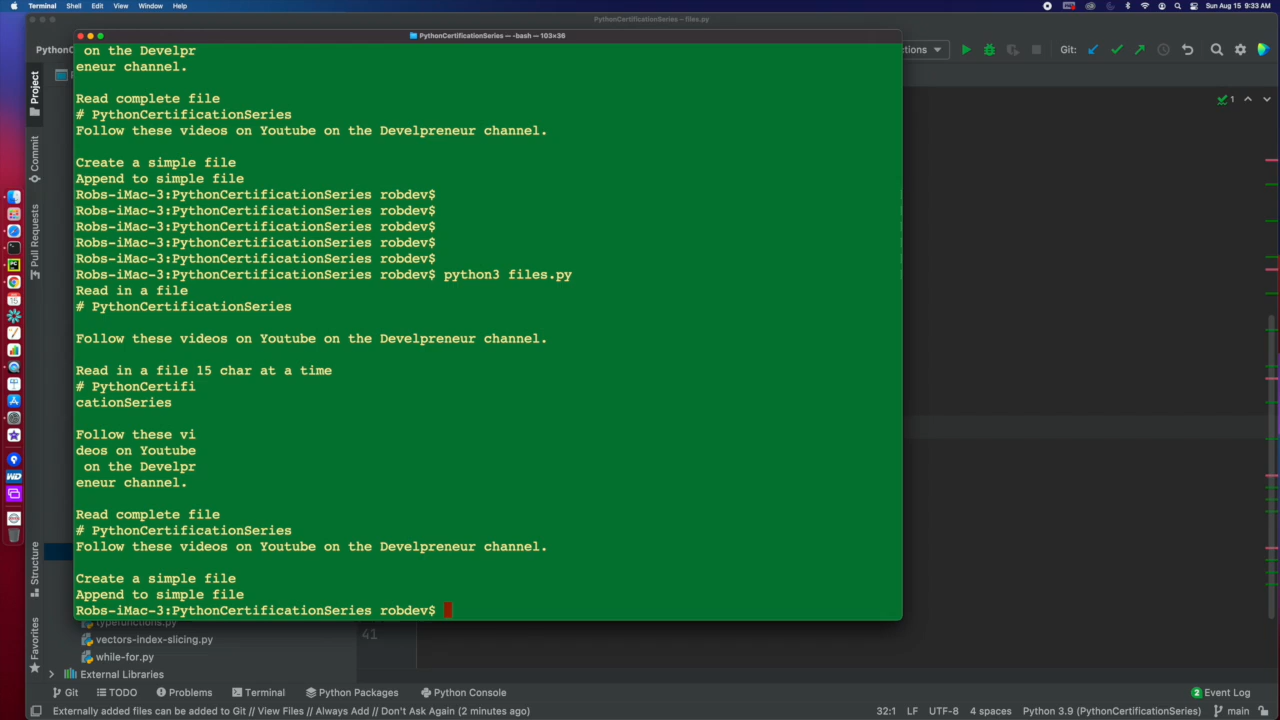 Terminal Shell Edit View Window Help
Sun Aug 15 9:33 AM
PythonCertificationSeries – files.py
PythonCertificationSeries — -bash — 103×36
PythonC
tions
Git:
on the Develpr
eneur channel.
Read complete file
# PythonCertificationSeries
Follow these videos on Youtube on the Develpreneur channel.
Create a simple file
Append to simple file
Robs-iMac-3:PythonCertificationSeries robdev$
Robs-iMac-3:PythonCertificationSeries robdev$
Robs-iMac-3:PythonCertificationSeries robdev$
Robs-iMac-3:PythonCertificationSeries robdev$
Robs-iMac-3:PythonCertificationSeries robdev$
Robs-iMac-3:PythonCertificationSeries robdev$ python3 files.py
Read in a file
# PythonCertificationSeries
Follow these videos on Youtube on the Develpreneur channel.
Read in a file 15 char at a time
# PythonCertifi
cationSeries
Follow these vi
deos on Youtube
on the Develpr
eneur channel.
Read complete file
# PythonCertificationSeries
Follow these videos on Youtube on the Develpreneur channel.
Create a simple file
Append to simple file
Robs-iMac-3:PythonCertificationSeries robdev$
Project
Commit
Pull Requests
Structure
Favorites
1
typefunctions.py
vectors-index-slicing.py
while-for.py
External Libraries
41
Git TODO Problems Terminal Python Packages Python Console
2 Event Log
Externally added files can be added to Git // View Files // Always Add // Don't Ask Again (2 minutes ago)
32:1 LF UTF-8 4 spaces Python 3.9 (PythonCertificationSeries) main